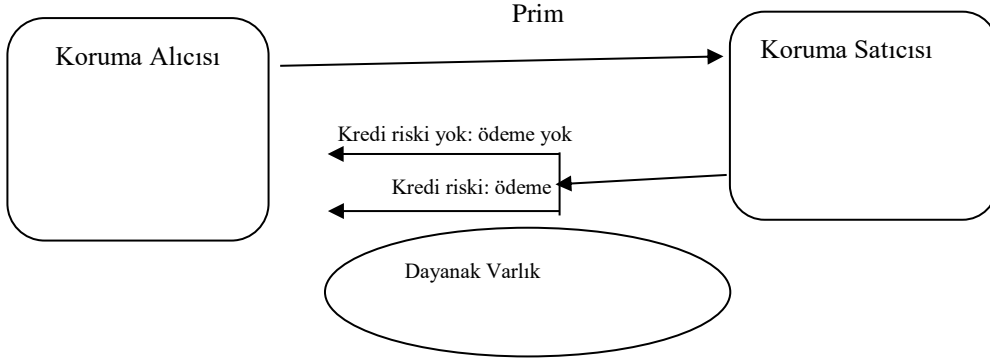 Prim
Koruma Alıcısı
Koruma Satıcısı
Kredi riski yok: ödeme yok
Kredi riski: ödeme
Dayanak Varlık